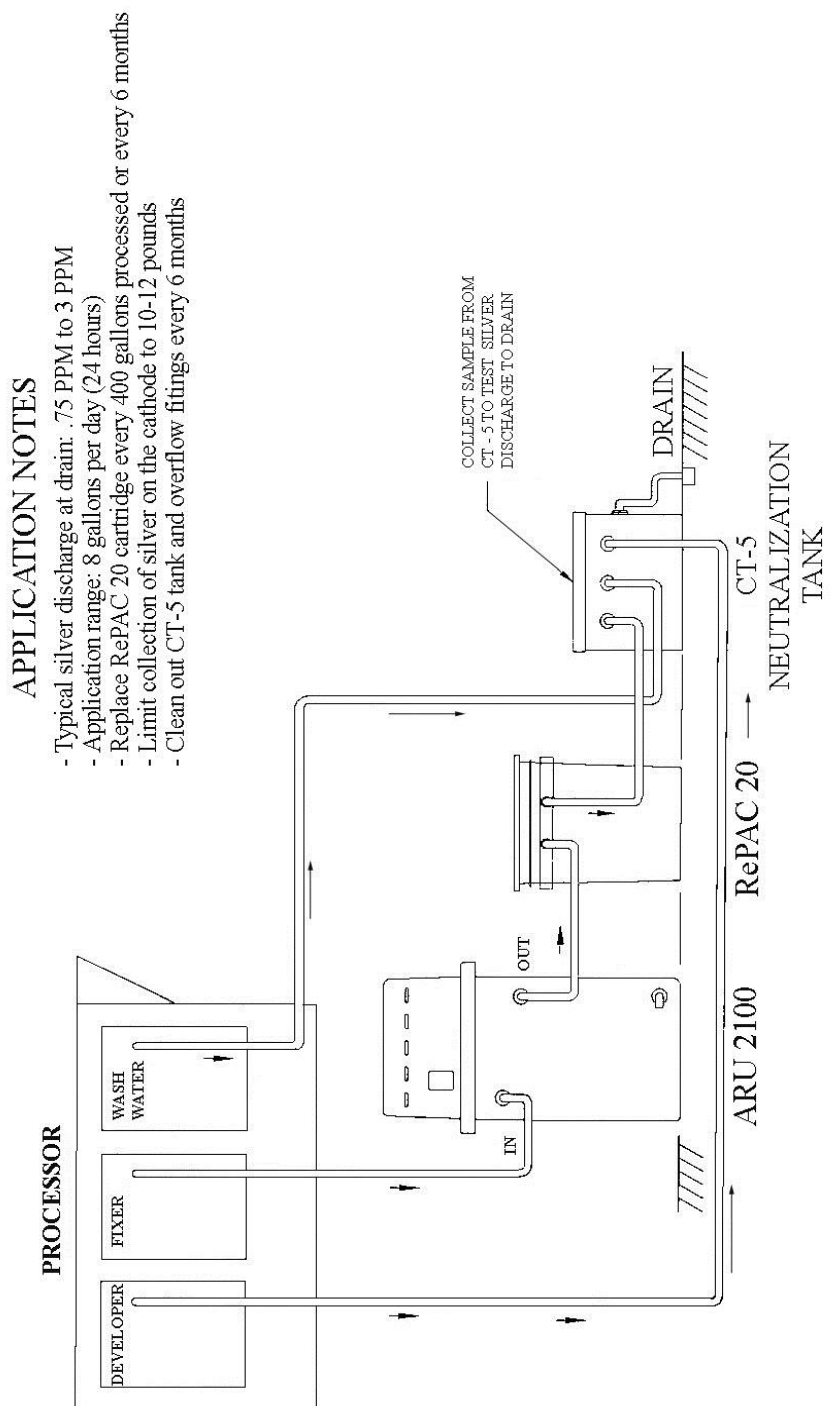 APPLICATION NOTES
- Typical silver discharge at drain: .75 PPM to 3 PPM
- Application range: 8 gallons per day (24 hours)
- Replace RePAC 20 cartridge every 400 gallons processed or every 6 months
- Limit collection of silver on the cathode to 10-12 pounds
- Clean out CT-5 tank and overflow fitings every 6 months
PROCESSOR
DEVELOPER
FIXER
WASH
WATER
IN
OUT
COLLECT SAMPLE FROM
CT - 5 TO TEST SILVER
DISCHARGE TO DRAIN
DRAIN
ARU 2100
RePAC 20
CT-5
NEUTRALIZATION
TANK